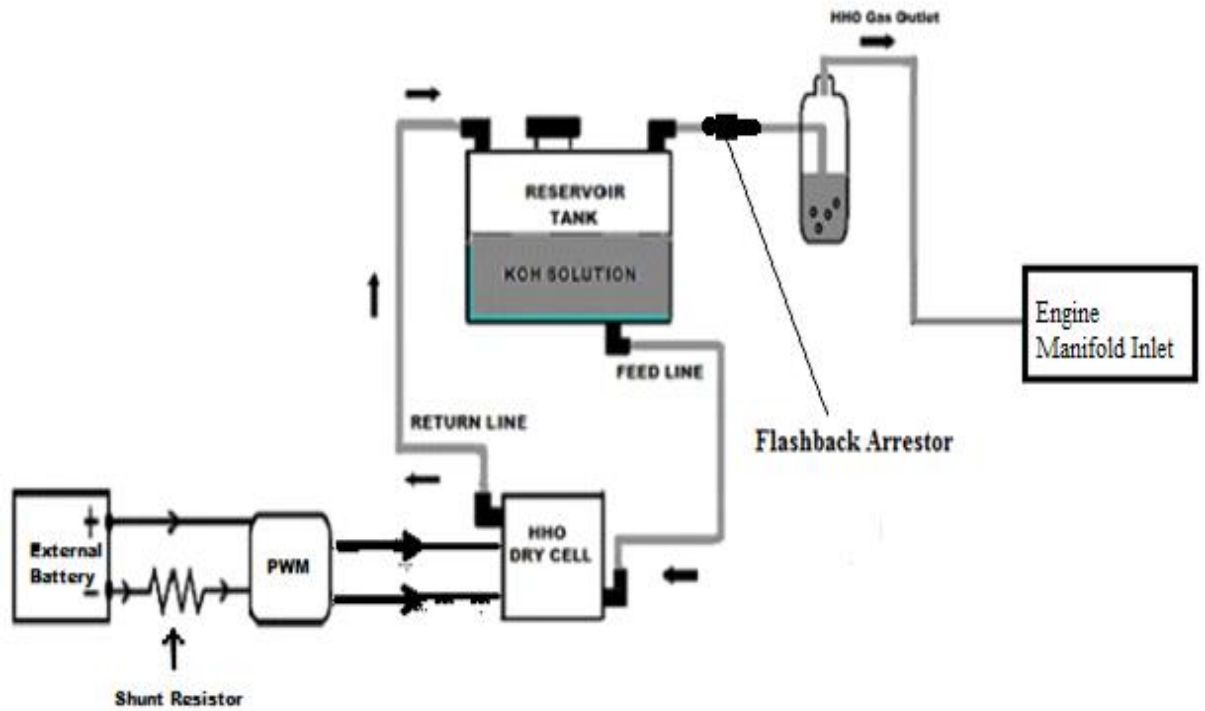 HHO Gas Outlet
RESERVOIR
TANK
KOH SOLUTION
Engine
Manifold Inlet
FEED LINE
RETURN LINE
Flashback Arrestor
+
External
Battery
-
PWM
HHO
DRY CELL
Shunt Resistor